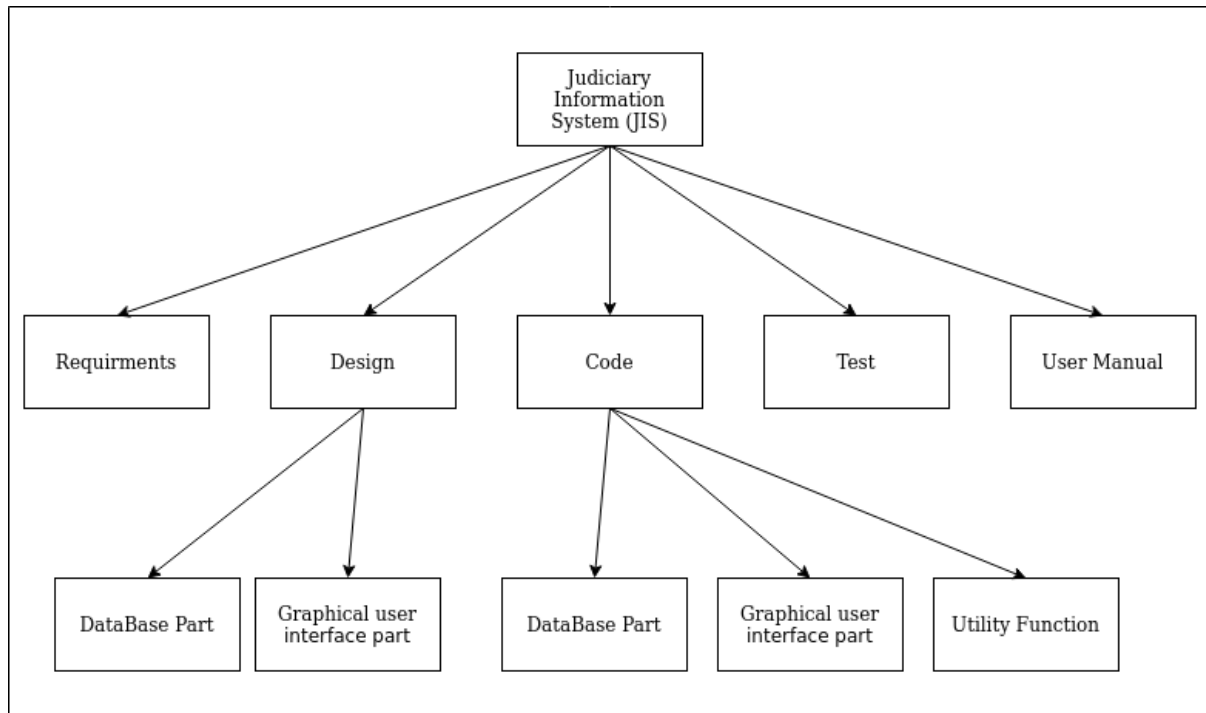 Judiciary
Information
System (JIS)
Requirments
Design
Code
Test
User Manual
DataBase Part
Graphical user
interface part
DataBase Part
Graphical user
interface part
Utility Function